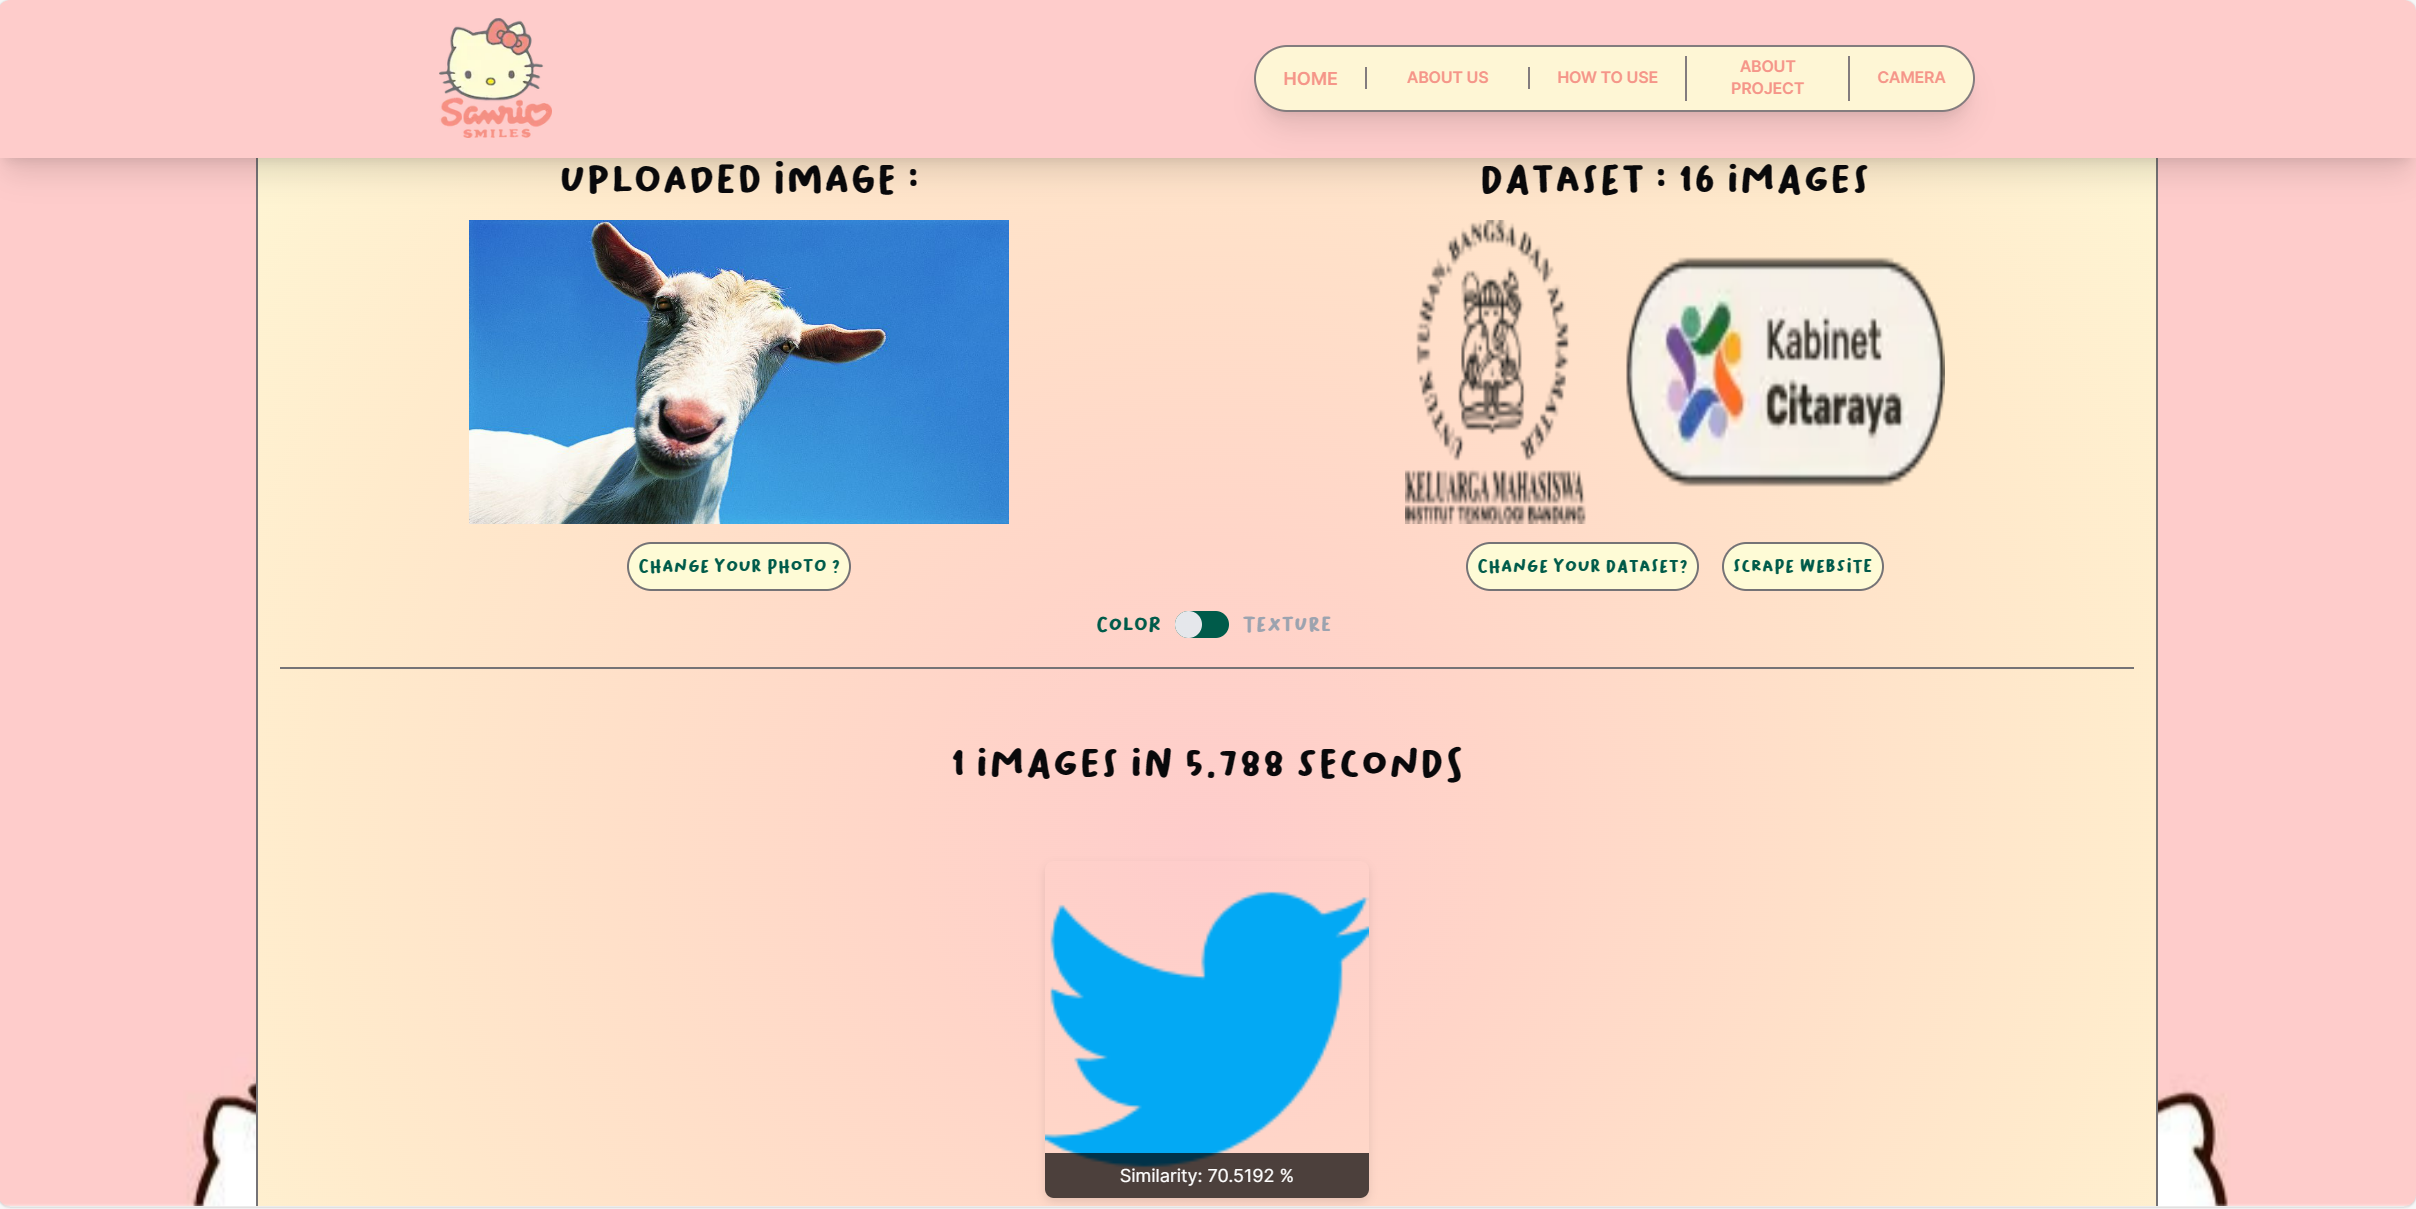 Sanrio
SMILES
HOME
ABOUT US
HOW TO USE
ABOUT
PROJECT
CAMERA
UPLOADED IMAGE :
DATASET : 16 IMAGES
UNTUK TUHAN, BANGSA DAN ALMAMATER
KELUARGA MAHASISWA
INSTITUT TEKNOLOGI BANDUNG
Kabinet
Citaraya
CHANGE YOUR PHOTO ?
CHANGE YOUR DATASET?
SCRAPE WEBSITE
COLOR
TEXTURE
1 IMAGES IN 5.788 SECONDS
Similarity: 70.5192 %